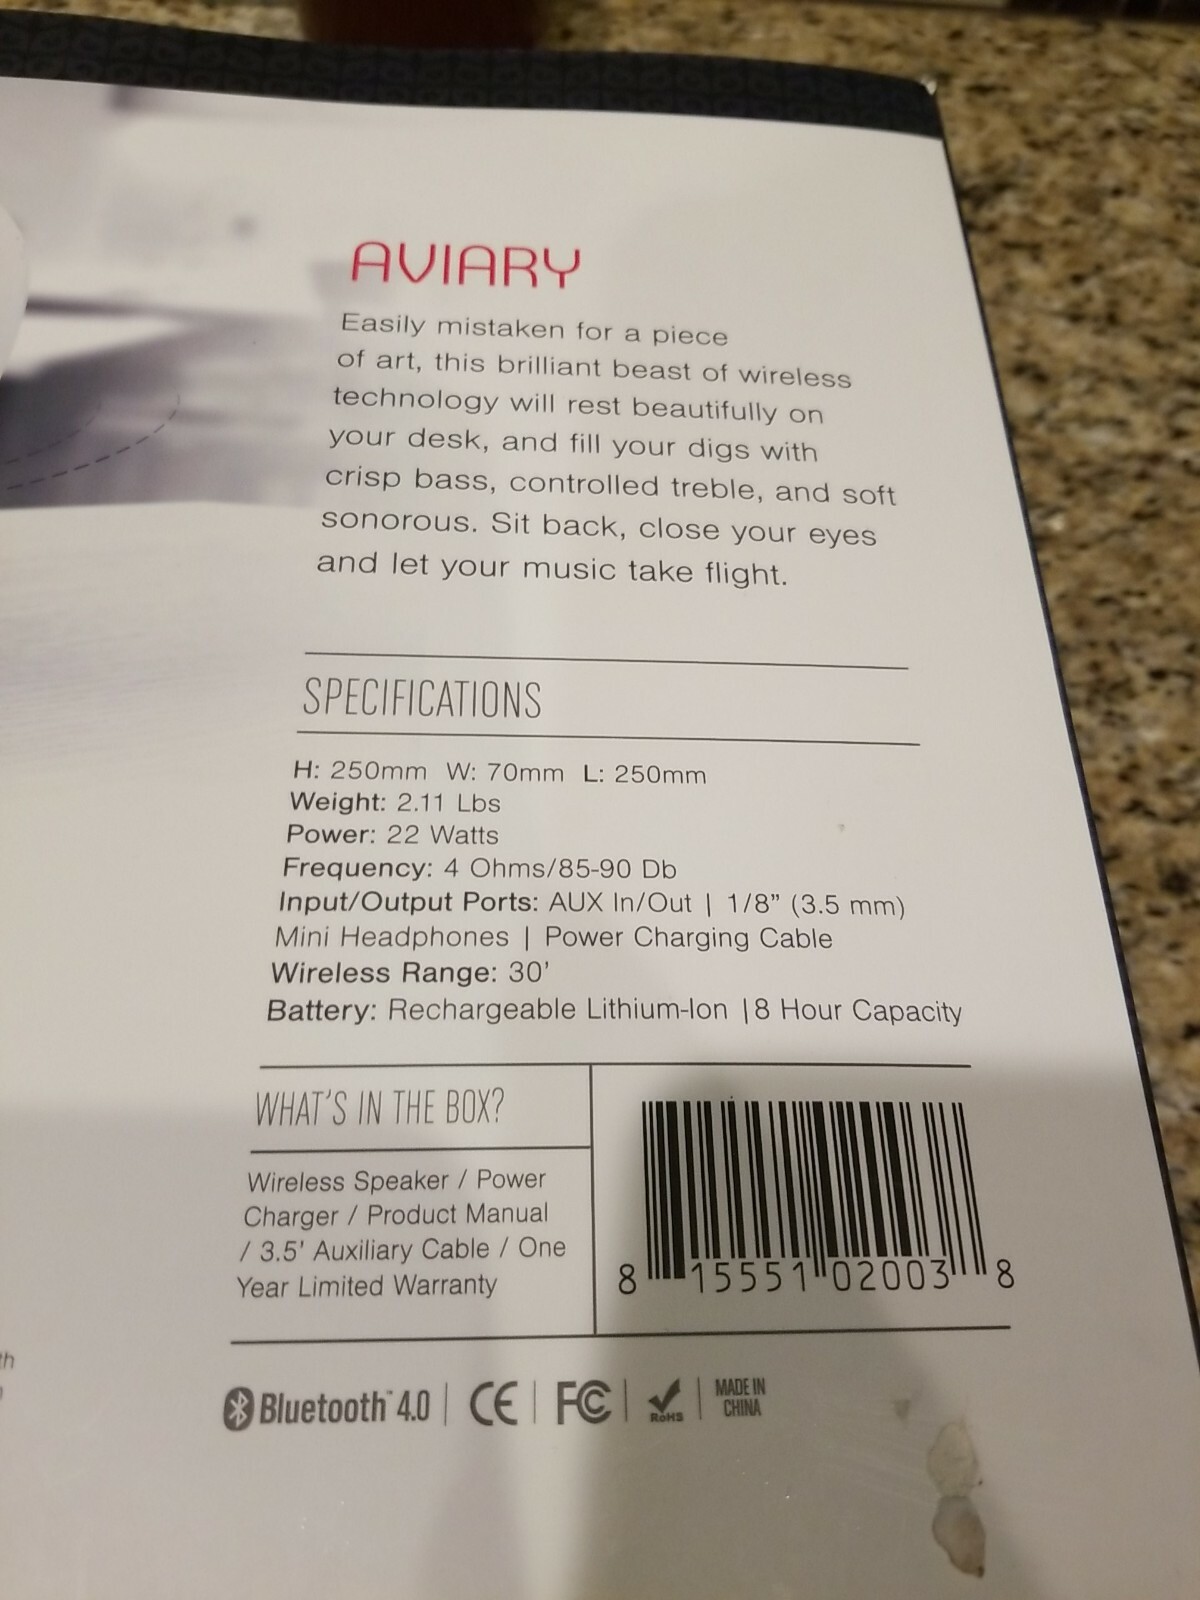 AVIARY
Easily mistaken for a piece
of art, this brilliant beast of wireless
technology will rest beautifully on
your desk, and fill your digs with
crisp bass, controlled treble, and soft
sonorous. Sit back, close your eyes
and let your music take flight.
SPECIFICATIONS
H: 250mm W: 70mm L: 250mm
Weight: 2.11 Lbs
Power: 22 Watts
Frequency: 4 Ohms/85-90 Db
Input/Output Ports: AUX In/Out | 1/8” (3.5 mm)
Mini Headphones | Power Charging Cable
Wireless Range: 30'
Battery: Rechargeable Lithium-Ion |8 Hour Capacity
WHAT'S IN THE BOX?
Wireless Speaker / Power
Charger / Product Manual
/ 3.5' Auxiliary Cable / One
Year Limited Warranty
8 15551 02003 8
Bluetooth™ 4.0 | CE | FC | RoHS | MADE IN
CHINA